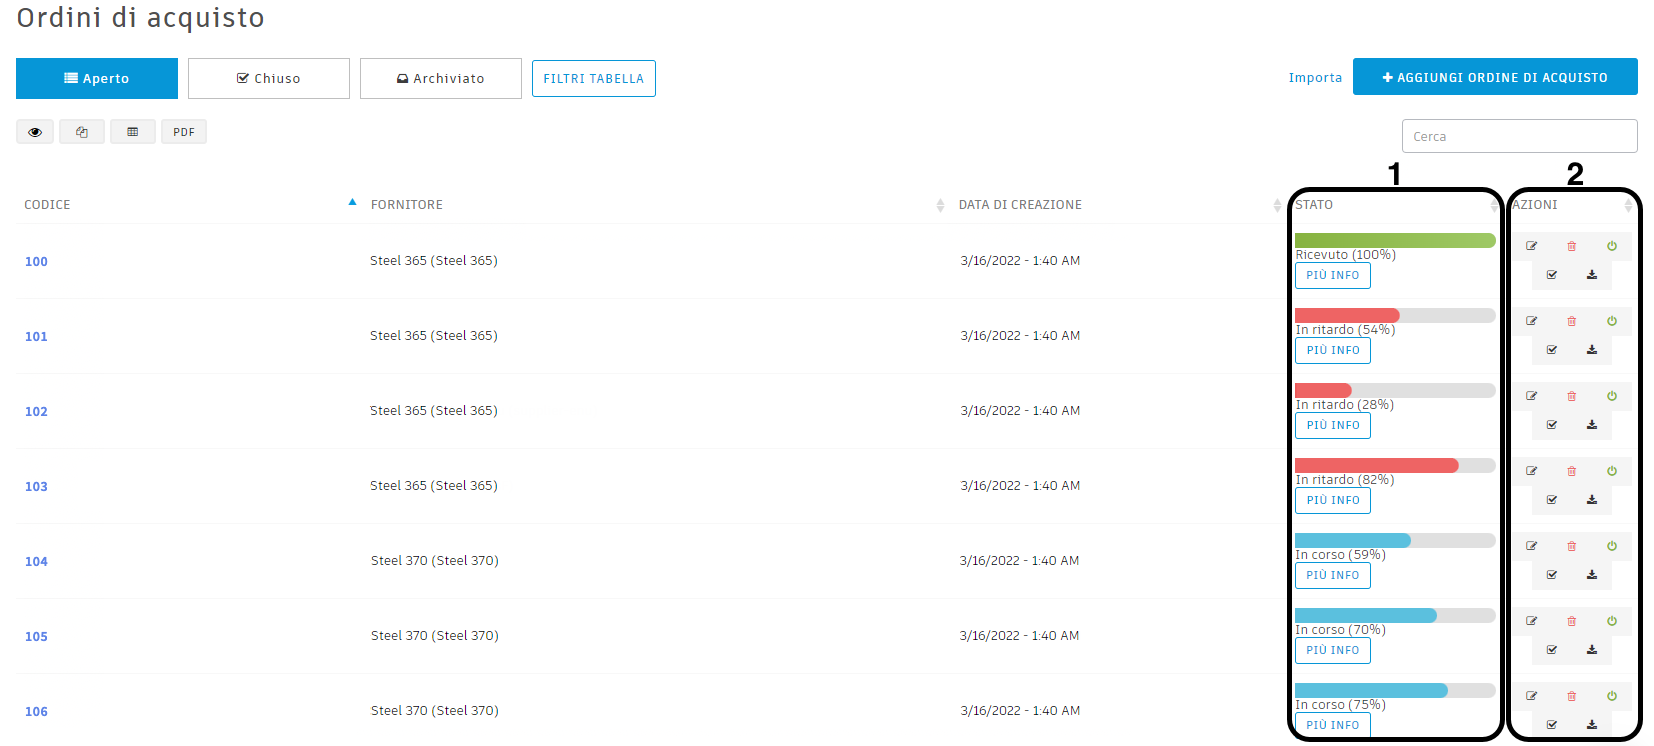 Ordini di acquisto
Aperto Chiuso Archiviato FILTRI TABELLA Importa AGGIUNGI ORDINE DI ACQUISTO
PDF Cerca
1 2
CODICE FORNITORE DATA DI CREAZIONE STATO AZIONI
100 Steel 365 (Steel 365) 3/16/2022 - 1:40 AM Ricevuto (100%)
PIÙ INFO
101 Steel 365 (Steel 365) 3/16/2022 - 1:40 AM In ritardo (54%)
PIÙ INFO
102 Steel 365 (Steel 365) 3/16/2022 - 1:40 AM In ritardo (28%)
PIÙ INFO
103 Steel 365 (Steel 365) 3/16/2022 - 1:40 AM In ritardo (82%)
PIÙ INFO
104 Steel 370 (Steel 370) 3/16/2022 - 1:40 AM In corso (59%)
PIÙ INFO
105 Steel 370 (Steel 370) 3/16/2022 - 1:40 AM In corso (70%)
PIÙ INFO
106 Steel 370 (Steel 370) 3/16/2022 - 1:40 AM In corso (75%)
PIÙ INFO